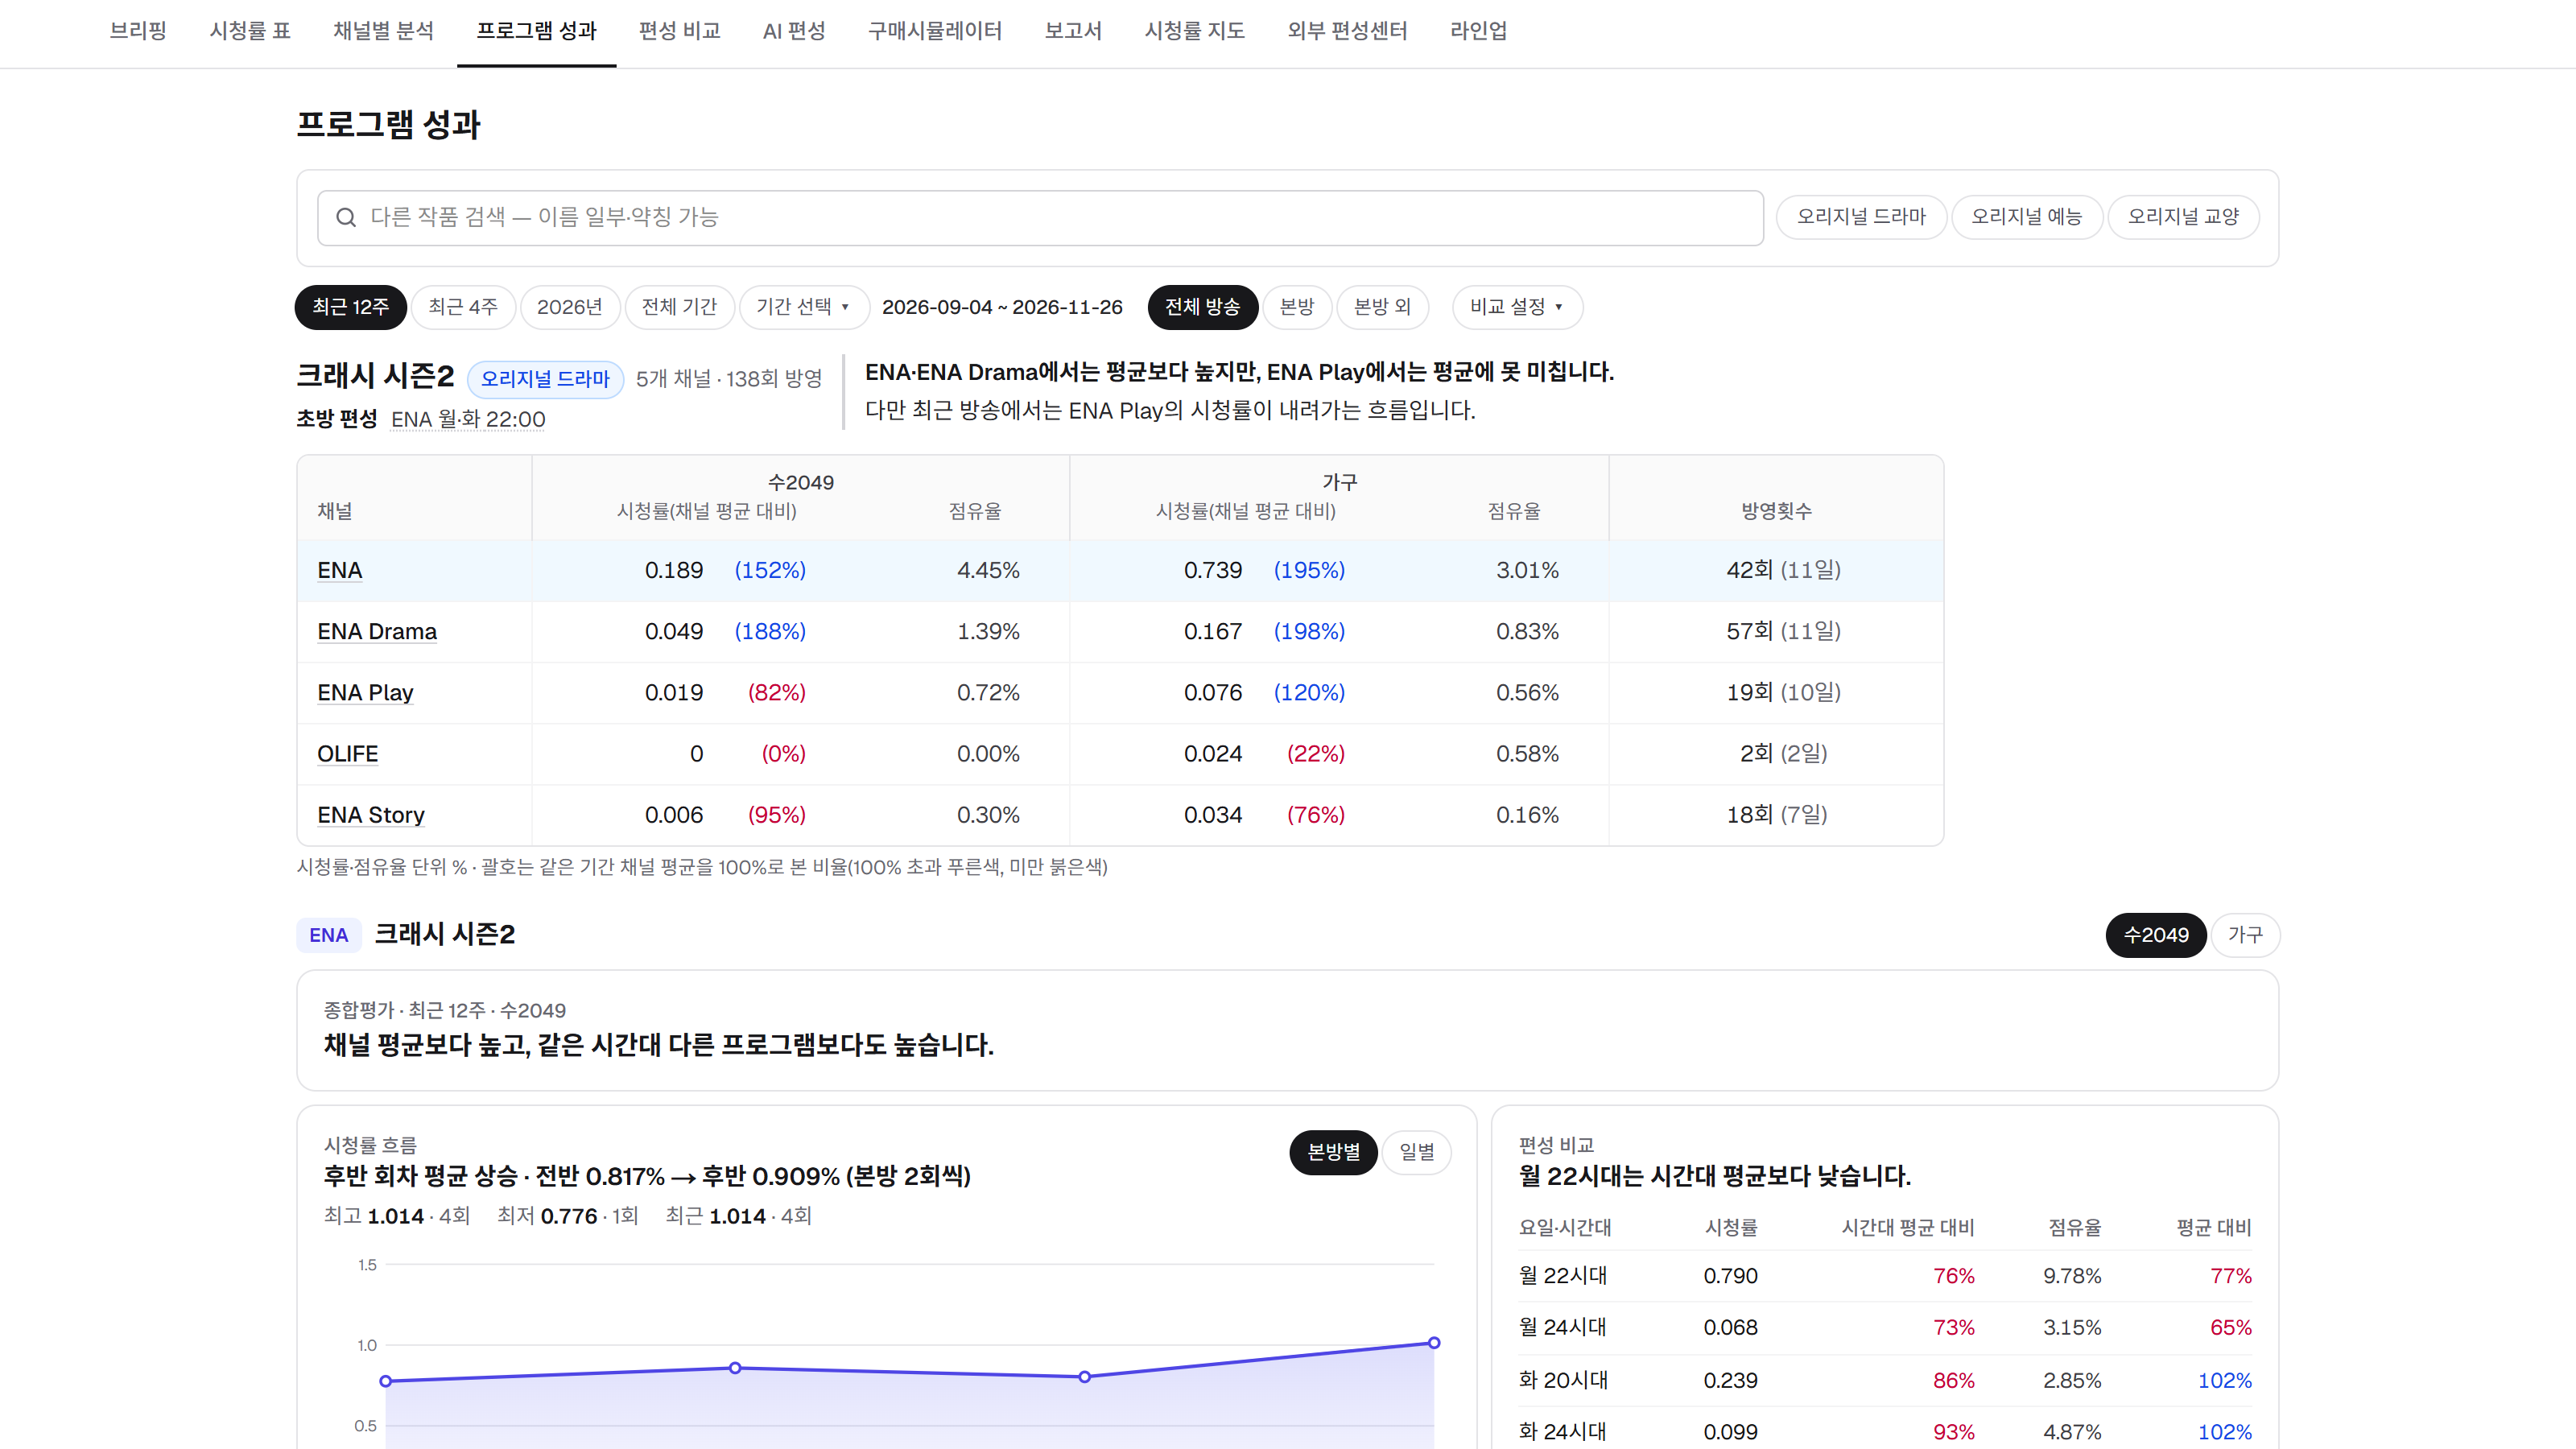 브리핑 시청률 표 채널별 분석 프로그램 성과 편성 비교 AI 편성 구매시뮬레이터 보고서 시청률 지도 외부 편성센터 라인업
프로그램 성과
다른 작품 검색 — 이름 일부·약칭 가능 오리지널 드라마 오리지널 예능 오리지널 교양
최근 12주 최근 4주 2026년 전체 기간 기간 선택 ▾ 2026-09-04 ~ 2026-11-26 전체 방송 본방 본방 외 비교 설정 ▾
크래시 시즌2 오리지널 드라마 5개 채널 · 138회 방영
초방 편성 ENA 월·화 22:00
ENA·ENA Drama에서는 평균보다 높지만, ENA Play에서는 평균에 못 미칩니다.
다만 최근 방송에서는 ENA Play의 시청률이 내려가는 흐름입니다.
수2049 가구
채널 시청률(채널 평균 대비) 점유율 시청률(채널 평균 대비) 점유율 방영횟수
ENA 0.189 (152%) 4.45% 0.739 (195%) 3.01% 42회 (11일)
ENA Drama 0.049 (188%) 1.39% 0.167 (198%) 0.83% 57회 (11일)
ENA Play 0.019 (82%) 0.72% 0.076 (120%) 0.56% 19회 (10일)
OLIFE 0 (0%) 0.00% 0.024 (22%) 0.58% 2회 (2일)
ENA Story 0.006 (95%) 0.30% 0.034 (76%) 0.16% 18회 (7일)
시청률·점유율 단위 % · 괄호는 같은 기간 채널 평균을 100%로 본 비율(100% 초과 푸른색, 미만 붉은색)
ENA 크래시 시즌2 수2049 가구
종합평가 · 최근 12주 · 수2049
채널 평균보다 높고, 같은 시간대 다른 프로그램보다도 높습니다.
시청률 흐름 본방별 일별
후반 회차 평균 상승 · 전반 0.817% → 후반 0.909% (본방 2회씩)
최고 1.014 · 4회 최저 0.776 · 1회 최근 1.014 · 4회
1.5
1.0
0.5
편성 비교
월 22시대는 시간대 평균보다 낮습니다.
요일·시간대 시청률 시간대 평균 대비 점유율 평균 대비
월 22시대 0.790 76% 9.78% 77%
월 24시대 0.068 73% 3.15% 65%
화 20시대 0.239 86% 2.85% 102%
화 24시대 0.099 93% 4.87% 102%